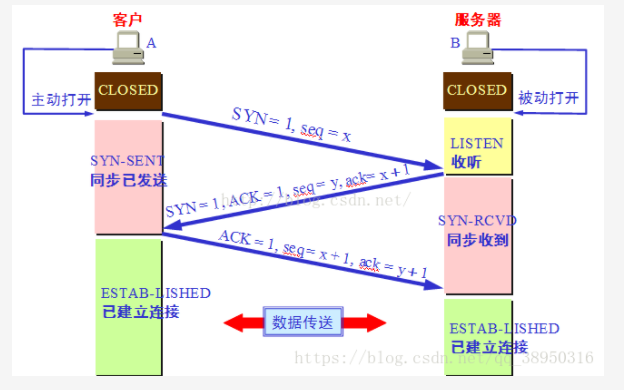 客户
服务器
A
B
CLOSED
CLOSED
主动打开
被动打开
SYN=1, seq=x
LISTEN
收听
SYN-SENT
同步已发送
SYN=1, ACK=1, seq=y, ack=x+1
http://blog.csdn.net/
SYN-RCVD
同步收到
ACK=1, seq=x+1, ack=y+1
ESTAB-LISHED
已建立连接
数据传送
ESTAB-LISHED
已建立连接
https://blog.csdn.net/qq_38950316